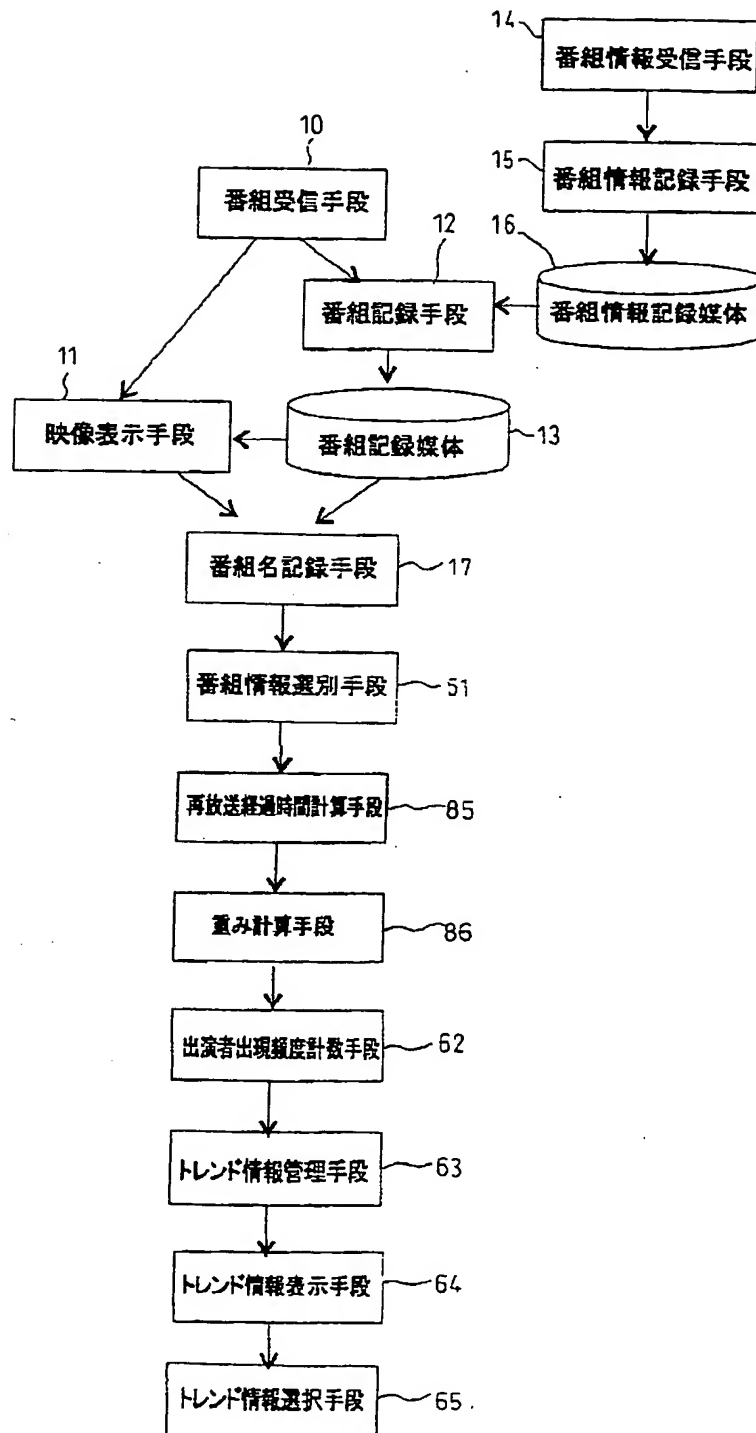 14
番組情報受信手段
10
15
番組情報記録手段
番組受信手段
12
16
番組記録手段
番組情報記録媒体
11
映像表示手段
番組記録媒体
13
番組名記録手段
17
番組情報選別手段
51
再放送経過時間計算手段
85
重み計算手段
86
出演者出現頻度計数手段
62
トレンド情報管理手段
63
トレンド情報表示手段
64
トレンド情報選択手段
65